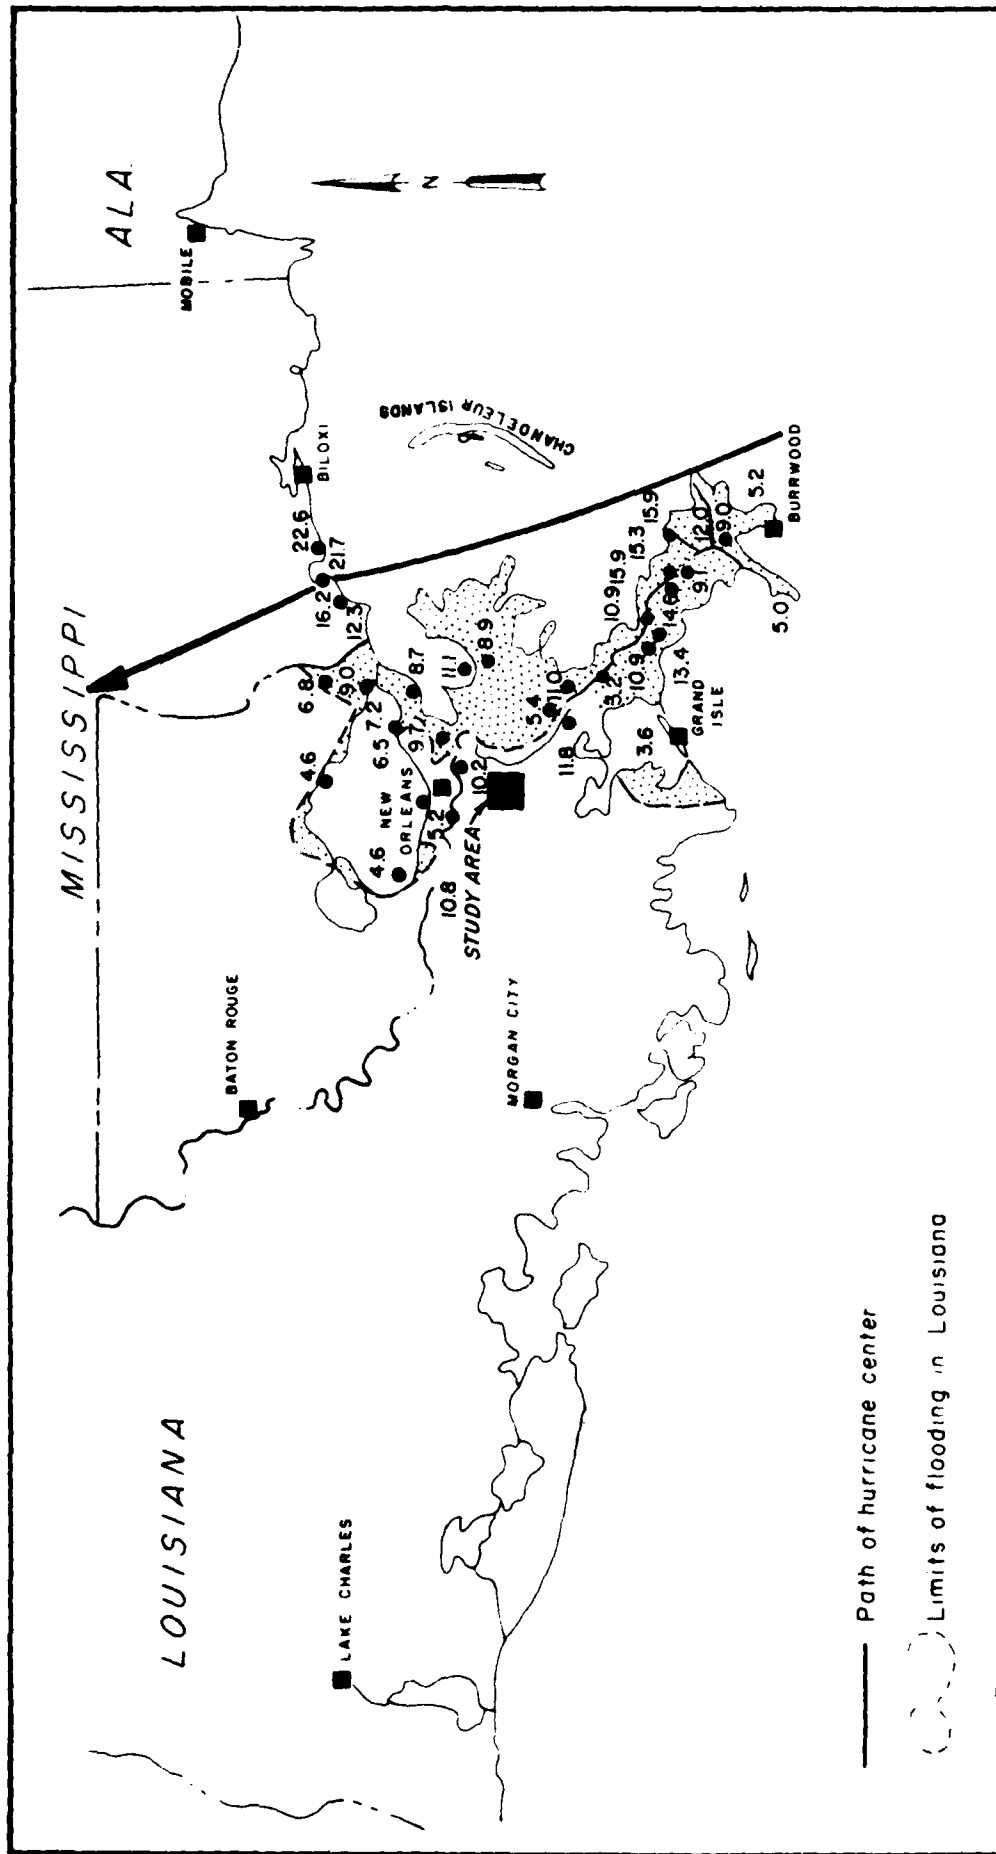 MISSISSIPPI
ALA.
LOUISIANA
MOBILE
BILOXI
BATON ROUGE
LAKE CHARLES
MORGAN CITY
NEW
ORLEANS
STUDY AREA
CHANDELEUR ISLANDS
GRAND
ISLE
BURRWOOD
N
22.6
21.7
16.2
12.3
6.8
9.0
7.2
6.5
8.7
9.7
4.6
4.6
5.2
10.2
10.8
11.1
8.9
5.4
11.0
11.8
3.2
10.9
15.9
15.3
15.9
14.6
10.9
13.4
9.1
12.0
9.0
5.2
5.0
3.6
Path of hurricane center
Limits of flooding in Louisiana